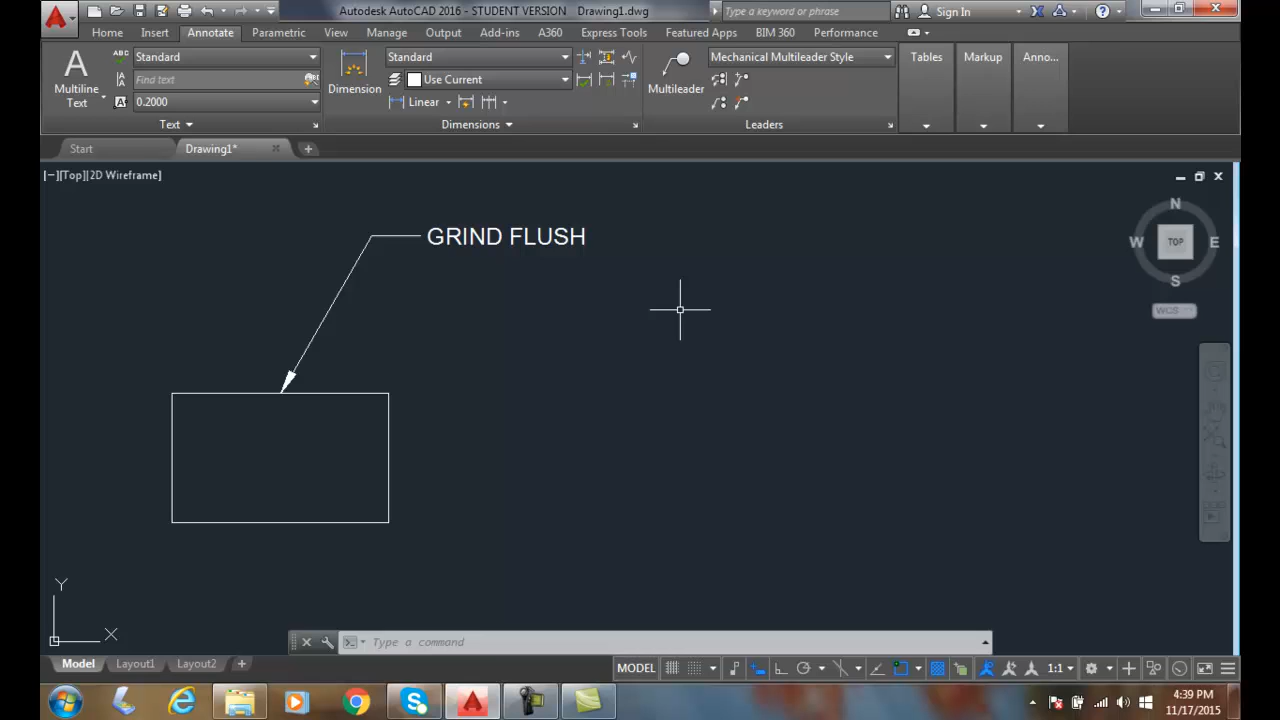 Autodesk AutoCAD 2016 - STUDENT VERSION Drawing1.dwg
Type a keyword or phrase
Sign In
Home Insert Annotate Parametric View Manage Output Add-ins A360 Express Tools Featured Apps BIM 360 Performance
Multiline Text
ABC
Standard
Find text
0.2000
Text
Dimension
Standard
Use Current
Linear
Dimensions
Multileader
Mechanical Multileader Style
Leaders
Tables
Markup
Anno...
Start
Drawing1*
[−][Top][2D Wireframe]
GRIND FLUSH
N
W TOP E
S
WCS
Y
X
Type a command
Model Layout1 Layout2
MODEL
1:1
4:39 PM
11/17/2015